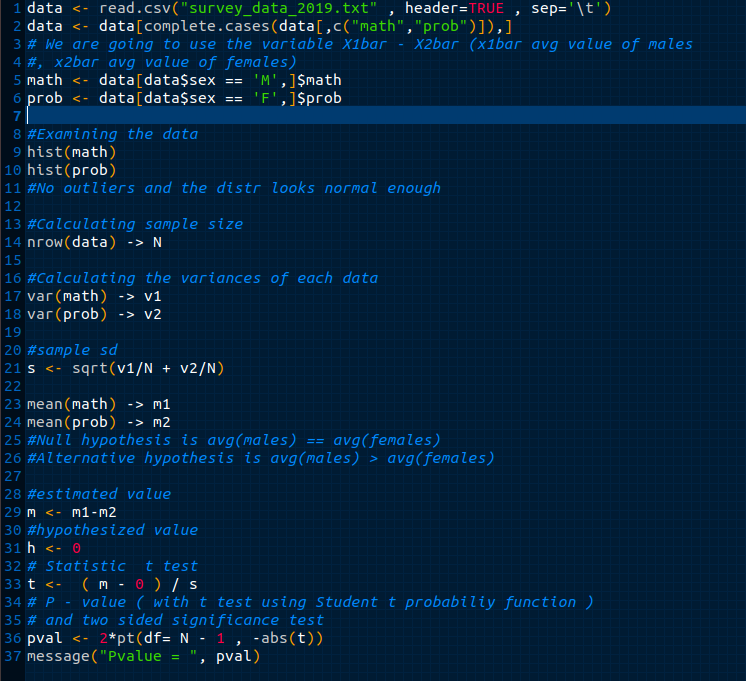 1 data <- read.csv("survey_data_2019.txt" , header=TRUE , sep='\t')
2 data <- data[complete.cases(data[,c("math","prob")]),]
3 # We are going to use the variable X1bar - X2bar (x1bar avg value of males
4 #, x2bar avg value of females)
5 math <- data[data$sex == 'M',]$math
6 prob <- data[data$sex == 'F',]$prob
7
8 #Examining the data
9 hist(math)
10 hist(prob)
11 #No outliers and the distr looks normal enough
12
13 #Calculating sample size
14 nrow(data) -> N
15
16 #Calculating the variances of each data
17 var(math) -> v1
18 var(prob) -> v2
19
20 #sample sd
21 s <- sqrt(v1/N + v2/N)
22
23 mean(math) -> m1
24 mean(prob) -> m2
25 #Null hypothesis is avg(males) == avg(females)
26 #Alternative hypothesis is avg(males) > avg(females)
27
28 #estimated value
29 m <- m1-m2
30 #hypothesized value
31 h <- 0
32 # Statistic  t test
33 t <-  ( m - 0 ) / s
34 # P - value ( with t test using Student t probabiliy function )
35 # and two sided significance test
36 pval <- 2*pt(df= N - 1 , -abs(t))
37 message("Pvalue = ", pval)